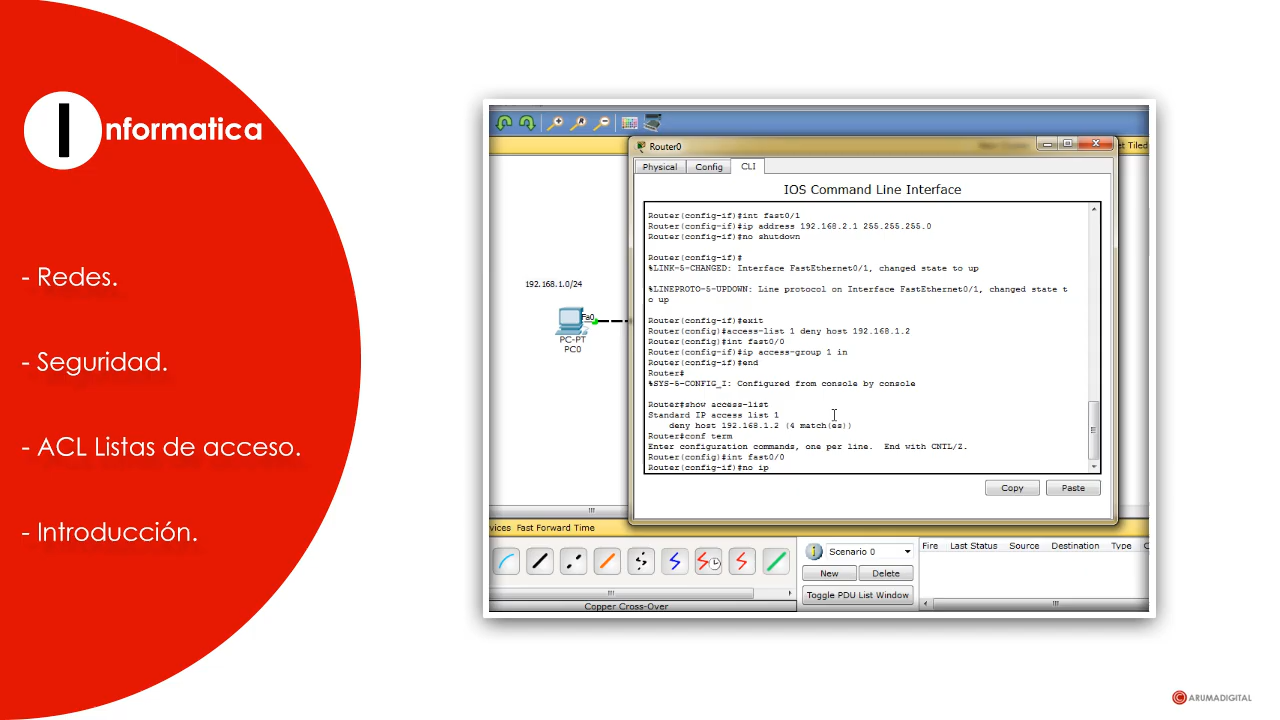 Informatica
- Redes.
- Seguridad.
- ACL Listas de acceso.
- Introducción.
192.168.1.0/24
Fa0
PC-PT
PC0
Router0
et Tiled
Physical Config CLI
IOS Command Line Interface
Router(config-if)#int fast0/1
Router(config-if)#ip address 192.168.2.1 255.255.255.0
Router(config-if)#no shutdown
Router(config-if)#
%LINK-5-CHANGED: Interface FastEthernet0/1, changed state to up
%LINEPROTO-5-UPDOWN: Line protocol on Interface FastEthernet0/1, changed state t
o up
Router(config-if)#exit
Router(config)#access-list 1 deny host 192.168.1.2
Router(config)#int fast0/0
Router(config-if)#ip access-group 1 in
Router(config-if)#end
Router#
%SYS-5-CONFIG_I: Configured from console by console
Router#show access-list
Standard IP access list 1
deny host 192.168.1.2 (4 match(es))
Router#conf term
Enter configuration commands, one per line. End with CNTL/Z.
Router(config)#int fast0/0
Router(config-if)#no ip
Copy Paste
vices Fast Forward Time
Scenario 0
New Delete
Toggle PDU List Window
Fire Last Status Source Destination Type C
Copper Cross-Over
ARUMADIGITAL